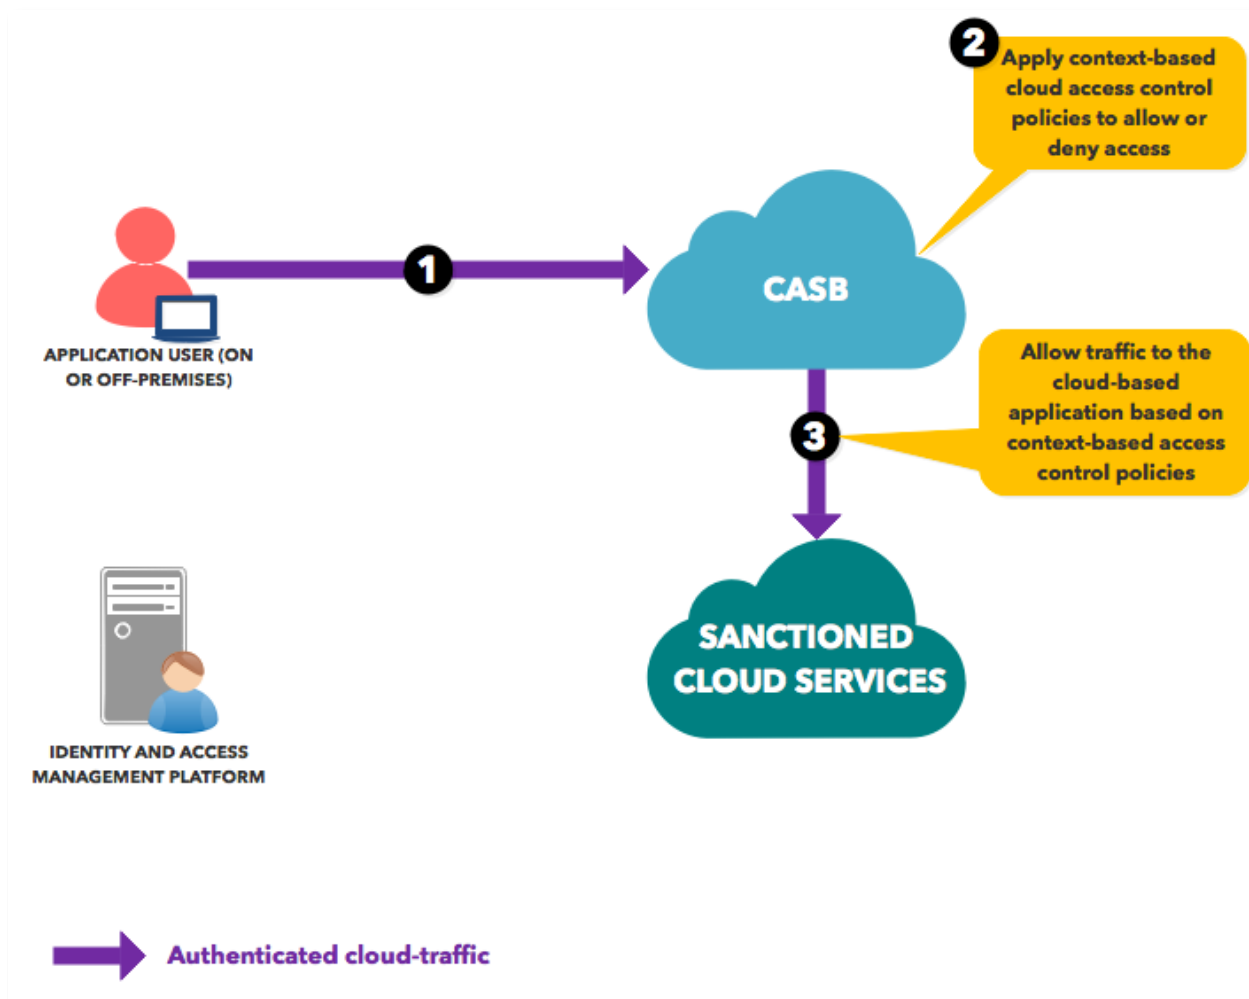 2
Apply context-based
cloud access control
policies to allow or
deny access
1
CASB
APPLICATION USER (ON
OR OFF-PREMISES)
Allow traffic to the
cloud-based
application based on
context-based access
control policies
3
SANCTIONED
CLOUD SERVICES
IDENTITY AND ACCESS
MANAGEMENT PLATFORM
Authenticated cloud-traffic